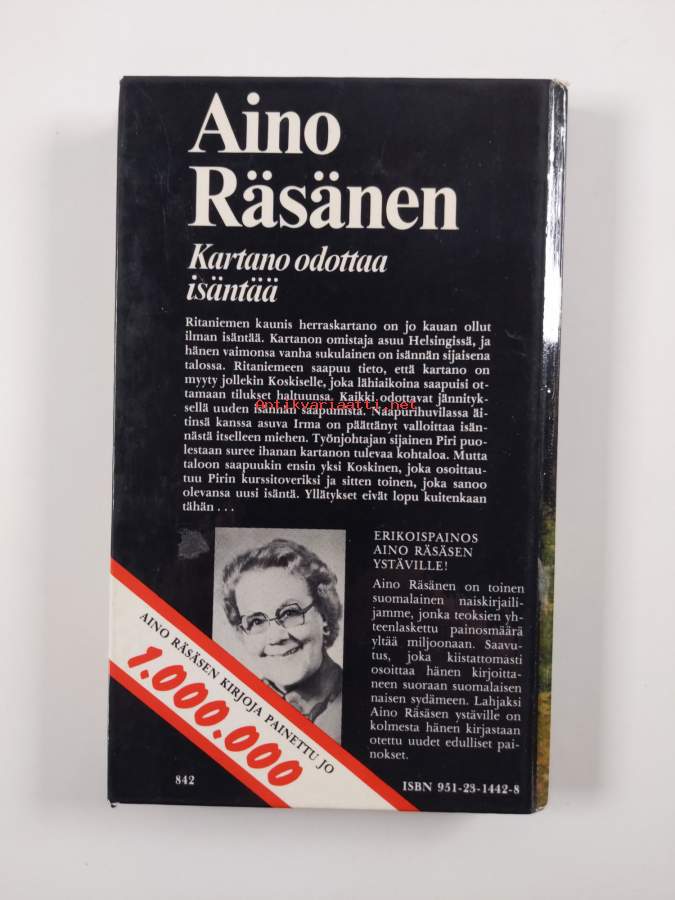 Aino
Räsänen
Kartano odottaa
isäntää
Ritaniemen kaunis herraskartano on jo kauan ollut
ilman isäntää. Kartanon omistaja asuu Helsingissä, ja
hänen vaimonsa vanha sukulainen on isännän sijaisena
talossa. Ritaniemeen saapuu tieto, että kartano on
myyty jollekin Koskiselle, joka lähiaikoina saapuisi ot-
tamaan tilukset haltuunsa. Kaikki odottavat jännityk-
sellä uuden isännän saapumista. Naapurihuvilassa äi-
tinsä kanssa asuva Irma on päättänyt valloittaa isän-
nästä itselleen miehen. Työnjohtajan sijainen Piri puo-
lestaan suree ihanan kartanon tulevaa kohtaloa. Mutta
taloon saapuukin ensin yksi Koskinen, joka osoittau-
tuu Pirin kurssitoveriksi ja sitten toinen, joka sanoo
olevansa uusi isäntä. Yllätykset eivät lopu kuitenkaan
tähän . . .
Antikvariaatti.net
ERIKOISPAINOS
AINO RÄSÄSEN
YSTÄVILLE!
Aino Räsänen on toinen
suomalainen naiskirjaili-
jamme, jonka teoksien yh-
teenlaskettu painosmäärä
yltää miljoonaan. Saavu-
tus, joka kiistattomasti
osoittaa hänen kirjoitta-
neen suoraan suomalaisen
naisen sydämeen. Lahjaksi
Aino Räsäsen ystäville on
kolmesta hänen kirjastaan
otettu uudet edulliset pai-
nokset.
AINO RÄSÄSEN KIRJOJA PAINETTU JO
1.000.000
842
ISBN 951-23-1442-8